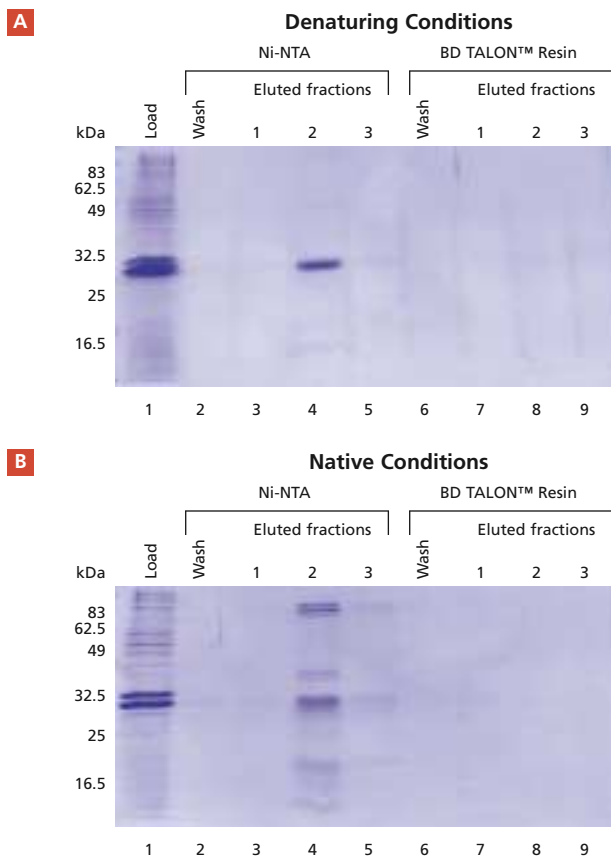 A
Denaturing Conditions
Ni-NTA
BD TALON™ Resin
Eluted fractions
Eluted fractions
kDa
Load
Wash
1
2
3
Wash
1
2
3
83
62.5
49
32.5
25
16.5
1
2
3
4
5
6
7
8
9
B
Native Conditions
Ni-NTA
BD TALON™ Resin
Eluted fractions
Eluted fractions
kDa
Load
Wash
1
2
3
Wash
1
2
3
83
62.5
49
32.5
25
16.5
1
2
3
4
5
6
7
8
9